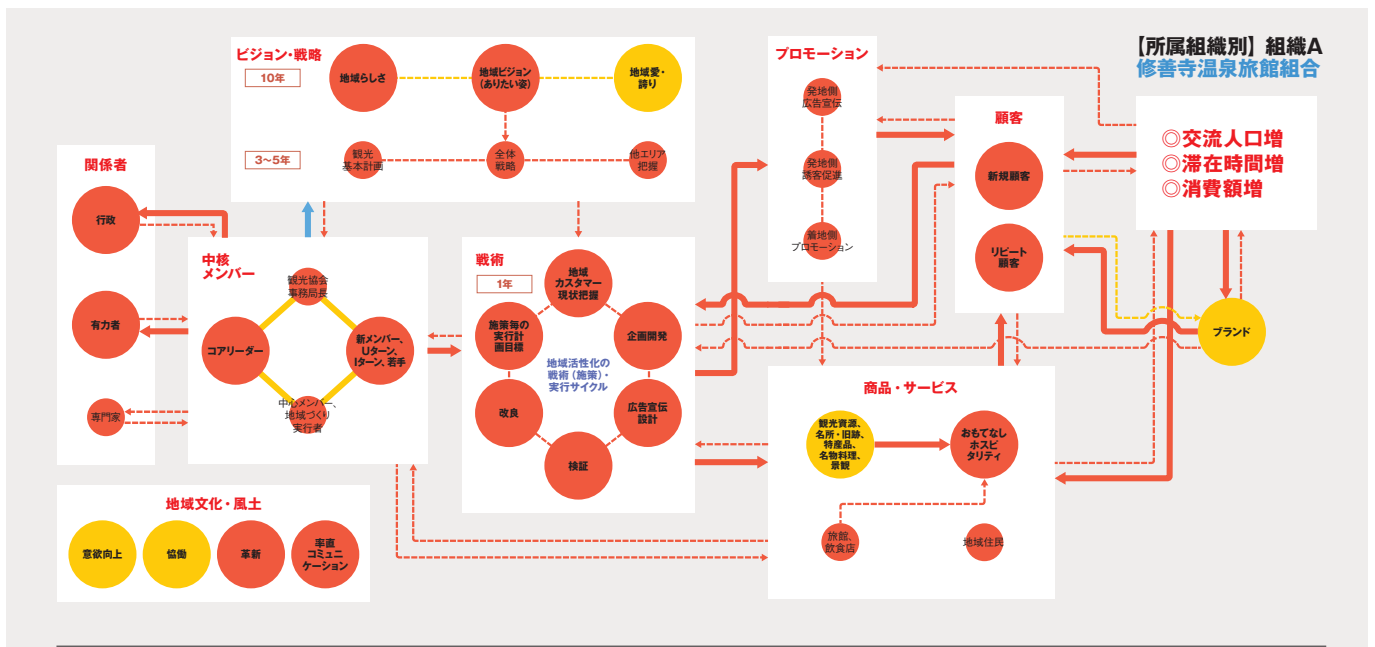 【所属組織別】組織A
修善寺温泉旅館組合
ビジョン・戦略
10年
地域らしさ
地域ビジョン
(ありたい姿)
地域愛・
誇り
3〜5年
観光
基本計画
全体
戦略
他エリア
把握
プロモーション
発地側
広告宣伝
発地側
誘客促進
着地側
プロモーション
顧客
新規顧客
リピート
顧客
◎交流人口増
◎滞在時間増
◎消費額増
ブランド
関係者
行政
有力者
専門家
中核
メンバー
観光協会
事務局長
コアリーダー
新メンバー、
Uターン、
Iターン、若手
中心メンバー、
地域づくり
実行者
戦術
1年
地域
カスタマー
現状把握
施策毎の
実行計
画目標
企画開発
地域活性化の
戦術(施策)・
実行サイクル
改良
広告宣伝
設計
検証
商品・サービス
観光資源、
名所・旧跡、
特産品、
名物料理、
景観
おもてなし
ホスピ
タリティ
旅館、
飲食店
地域住民
地域文化・風土
意欲向上
協働
革新
率直
コミュニ
ケーション